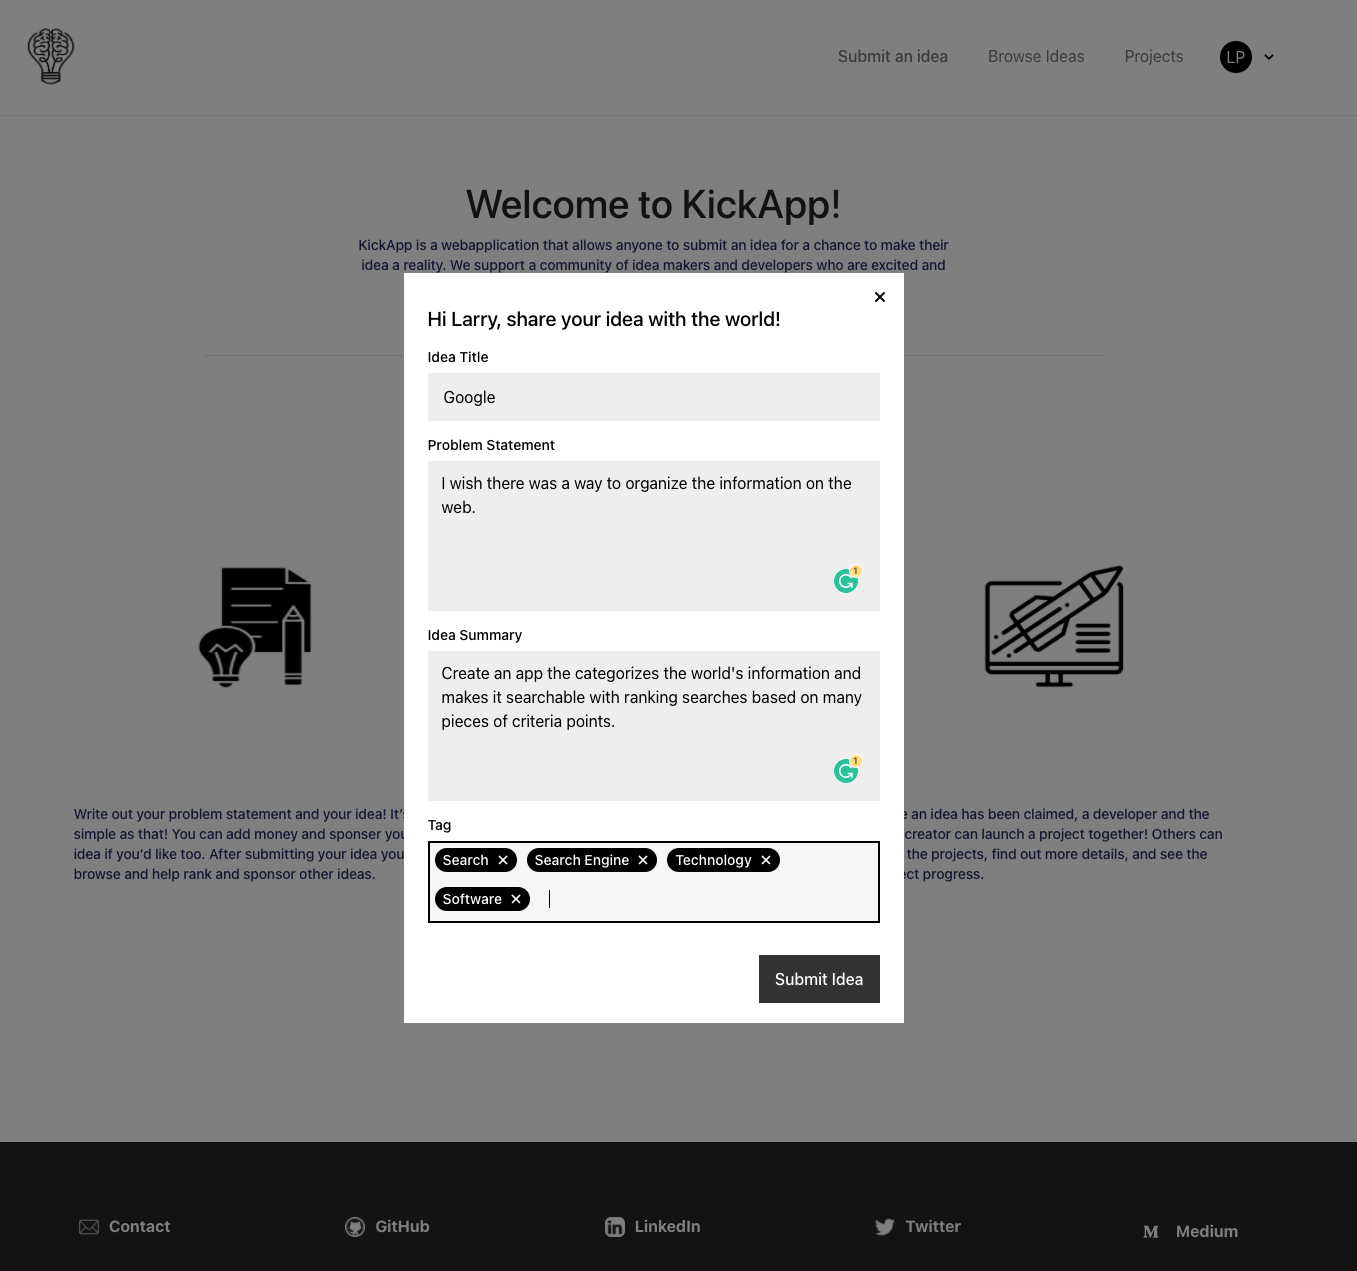 Submit an idea
Browse Ideas
Projects
LP
Welcome to KickApp!
KickApp is a webapplication that allows anyone to submit an idea for a chance to make their
idea a reality. We support a community of idea makers and developers who are excited and
Hi Larry, share your idea with the world!
Idea Title
Google
Problem Statement
I wish there was a way to organize the information on the
web.
1
Idea Summary
Create an app the categorizes the world's information and
makes it searchable with ranking searches based on many
pieces of criteria points.
1
Tag
Search
Search Engine
Technology
Software
Submit Idea
Write out your problem statement and your idea! It's
simple as that! You can add money and sponser you
idea if you'd like too. After submitting your idea you
browse and help rank and sponsor other ideas.
an idea has been claimed, a developer and the
creator can launch a project together! Others can
the projects, find out more details, and see the
progress.
Contact
GitHub
LinkedIn
Twitter
Medium